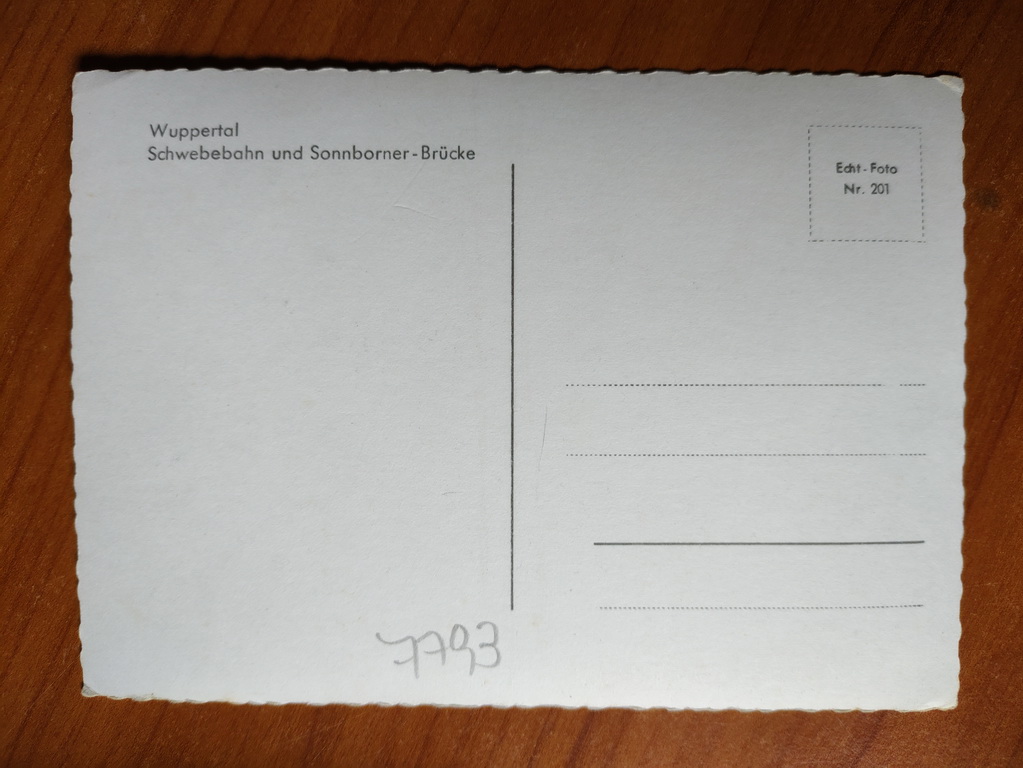 Wuppertal
Schwebebahn und Sonnborner-Brücke
Echt-Foto
Nr. 201
7793